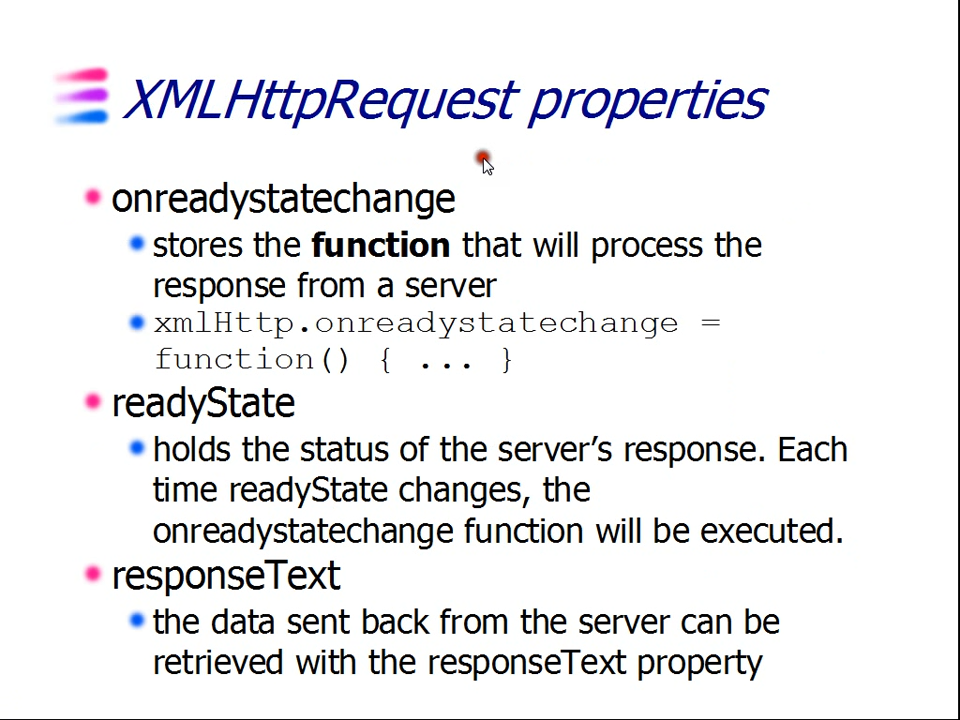 XMLHttpRequest properties
onreadystatechange
stores the function that will process the
response from a server
xmlHttp.onreadystatechange =
function() { ... }
readyState
holds the status of the server’s response. Each
time readyState changes, the
onreadystatechange function will be executed.
responseText
the data sent back from the server can be
retrieved with the responseText property